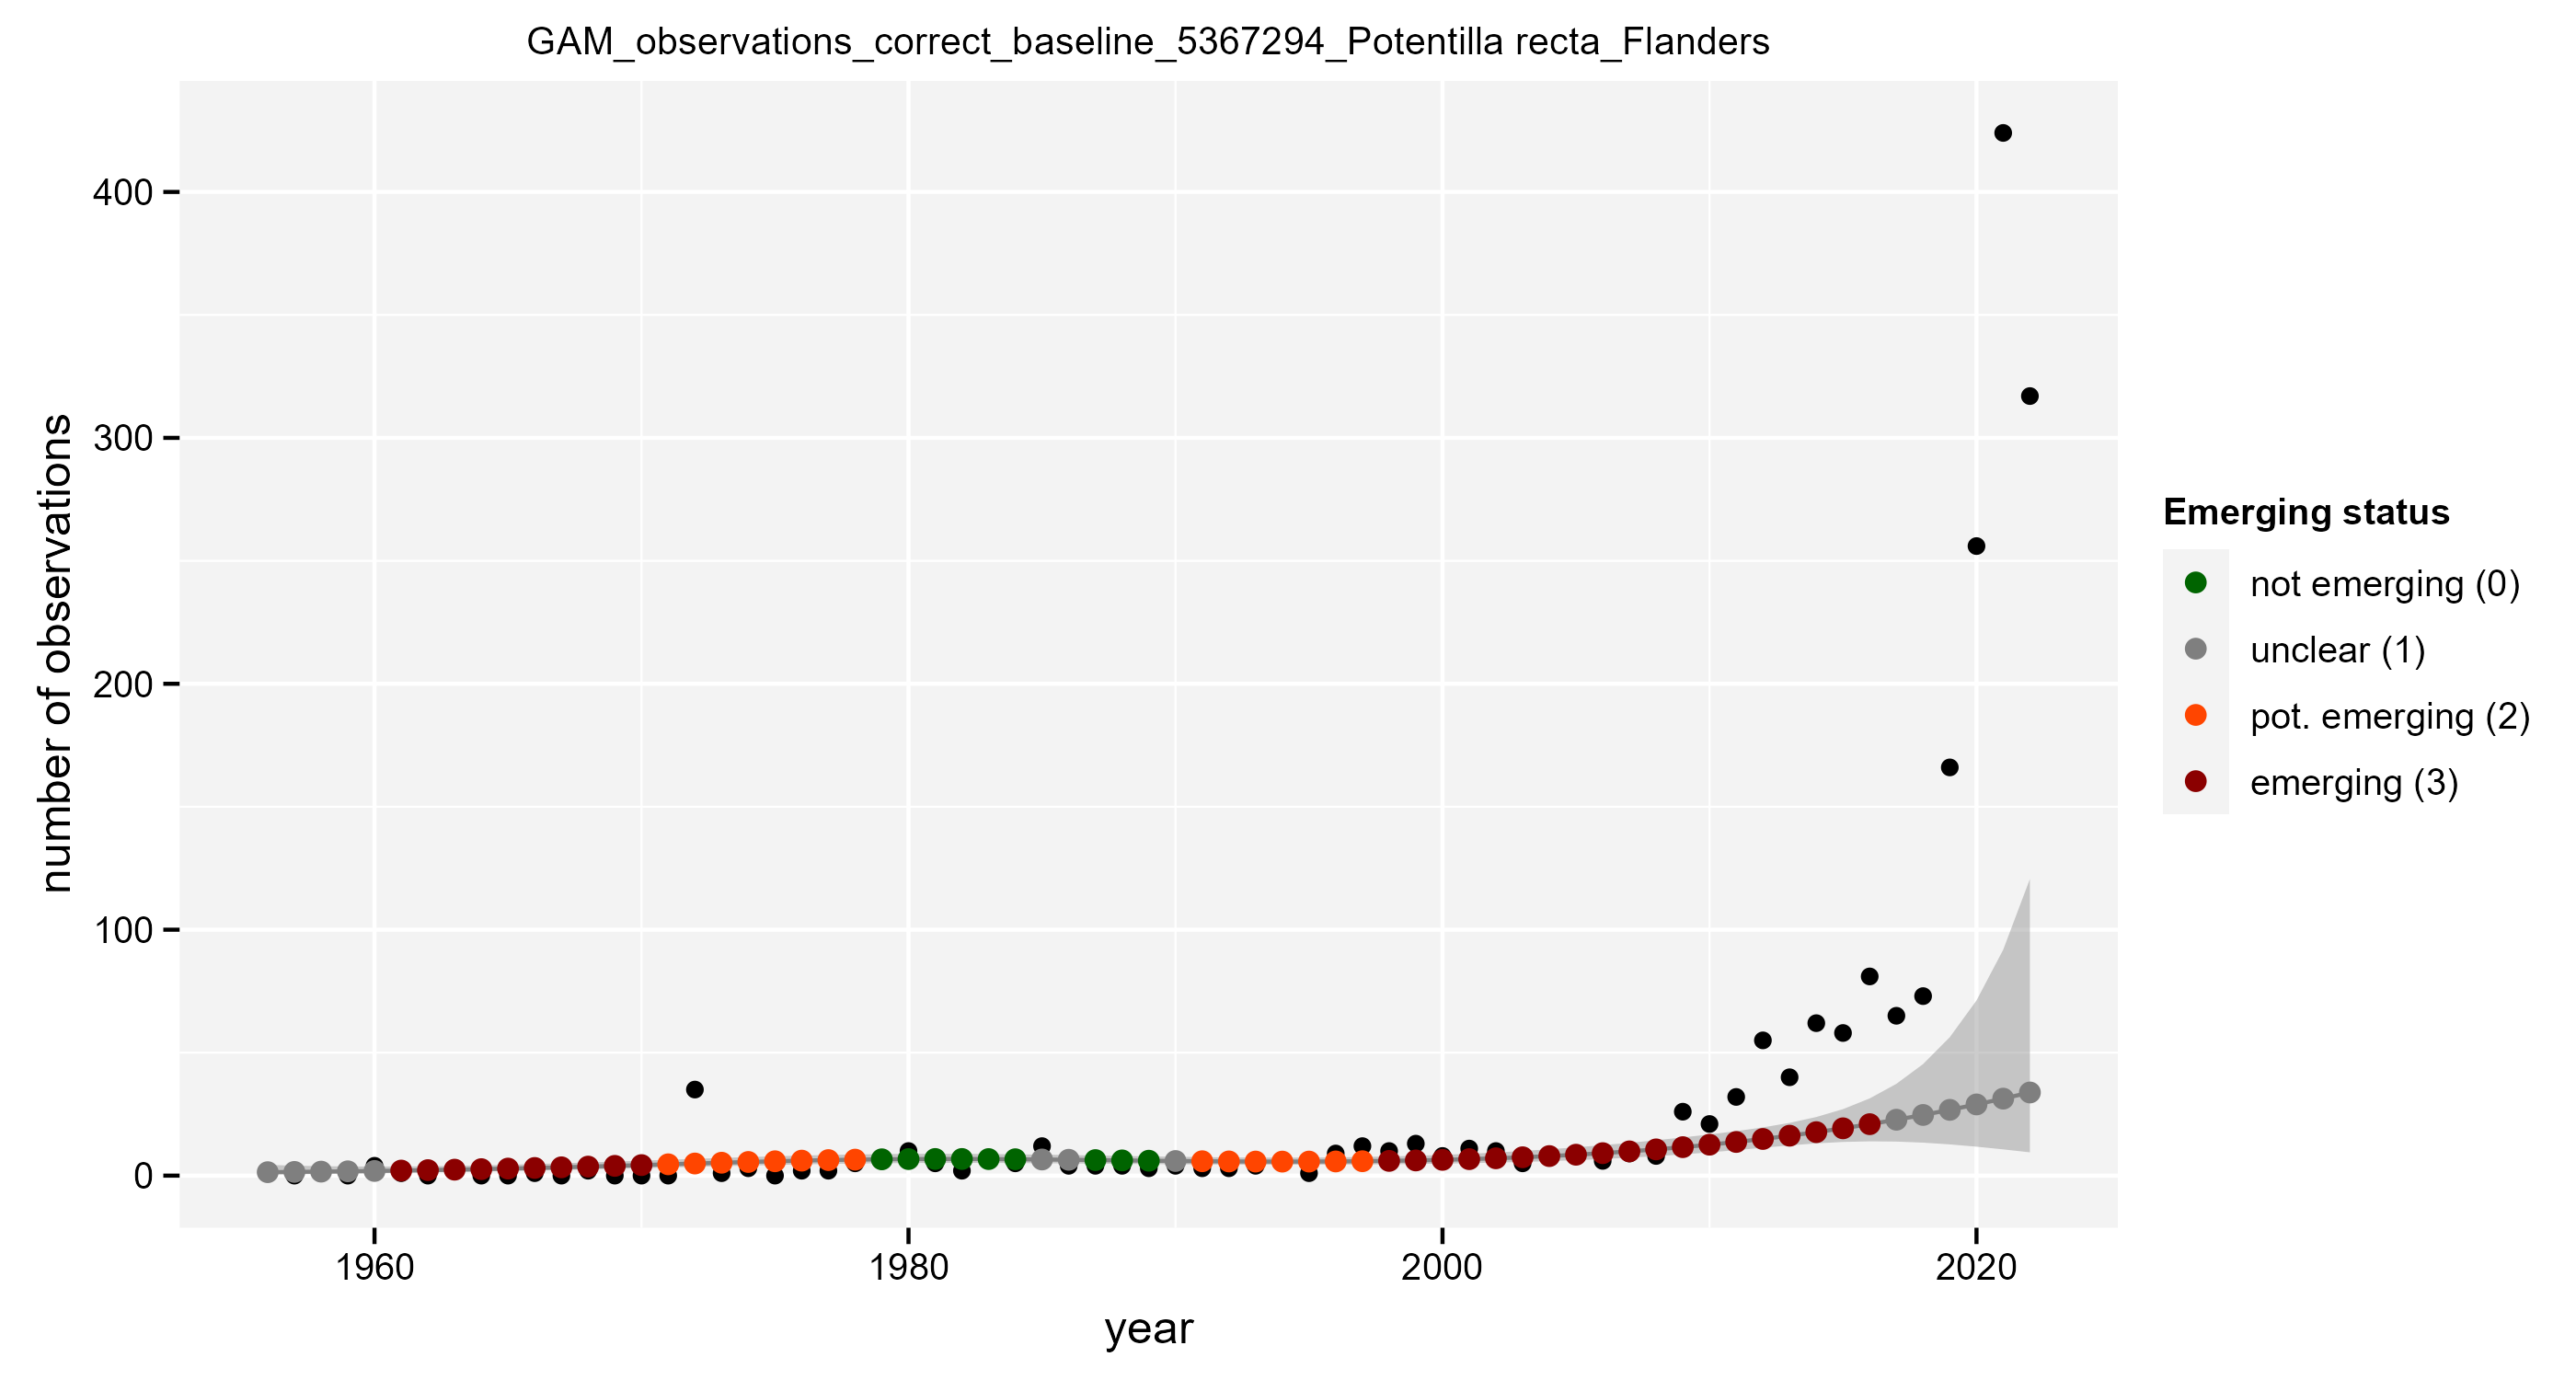 GAM_observations_correct_baseline_5367294_Potentilla recta_Flanders
number of observations
400
300
200
100
0
1960
1980
2000
2020
year
Emerging status
not emerging (0)
unclear (1)
pot. emerging (2)
emerging (3)